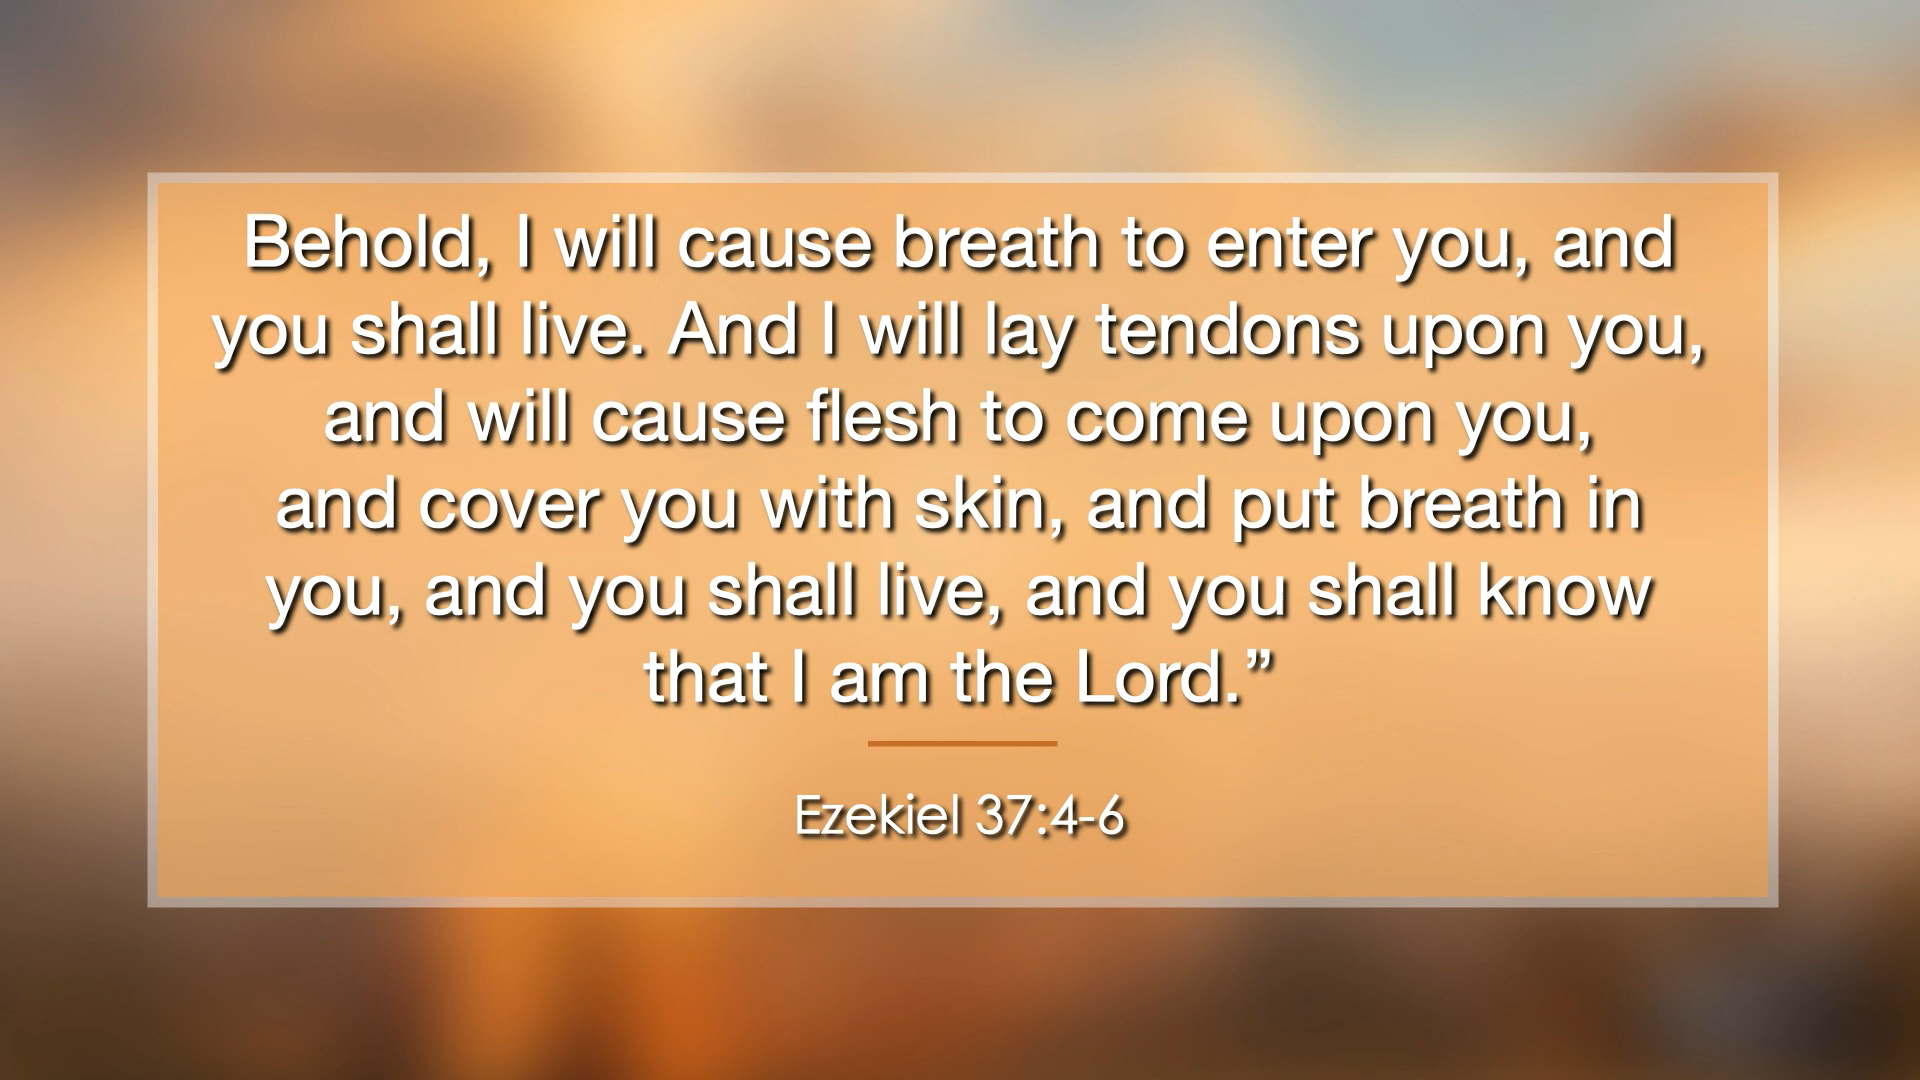 Behold, I will cause breath to enter you, and
you shall live. And I will lay tendons upon you,
and will cause flesh to come upon you,
and cover you with skin, and put breath in
you, and you shall live, and you shall know
that I am the Lord.”
Ezekiel 37:4-6